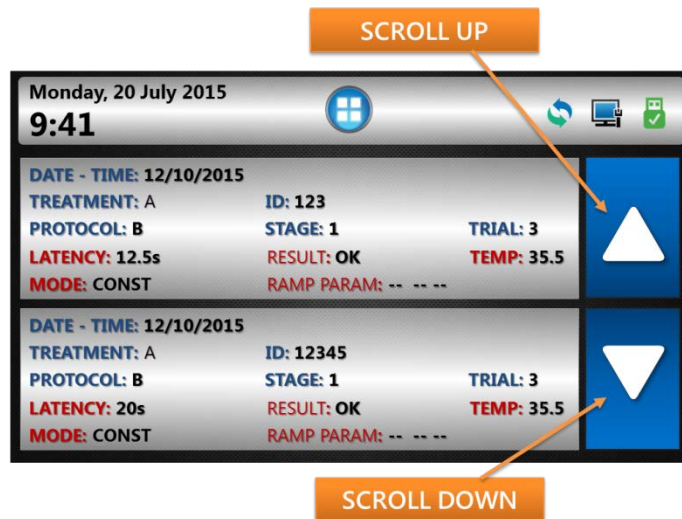 SCROLL UP
Monday, 20 July 2015
9:41
DATE - TIME: 12/10/2015
TREATMENT: A ID: 123
PROTOCOL: B STAGE: 1 TRIAL: 3
LATENCY: 12.5s RESULT: OK TEMP: 35.5
MODE: CONST RAMP PARAM: -- -- --
DATE - TIME: 12/10/2015
TREATMENT: A ID: 12345
PROTOCOL: B STAGE: 1 TRIAL: 3
LATENCY: 20s RESULT: OK TEMP: 35.5
MODE: CONST RAMP PARAM: -- -- --
SCROLL DOWN